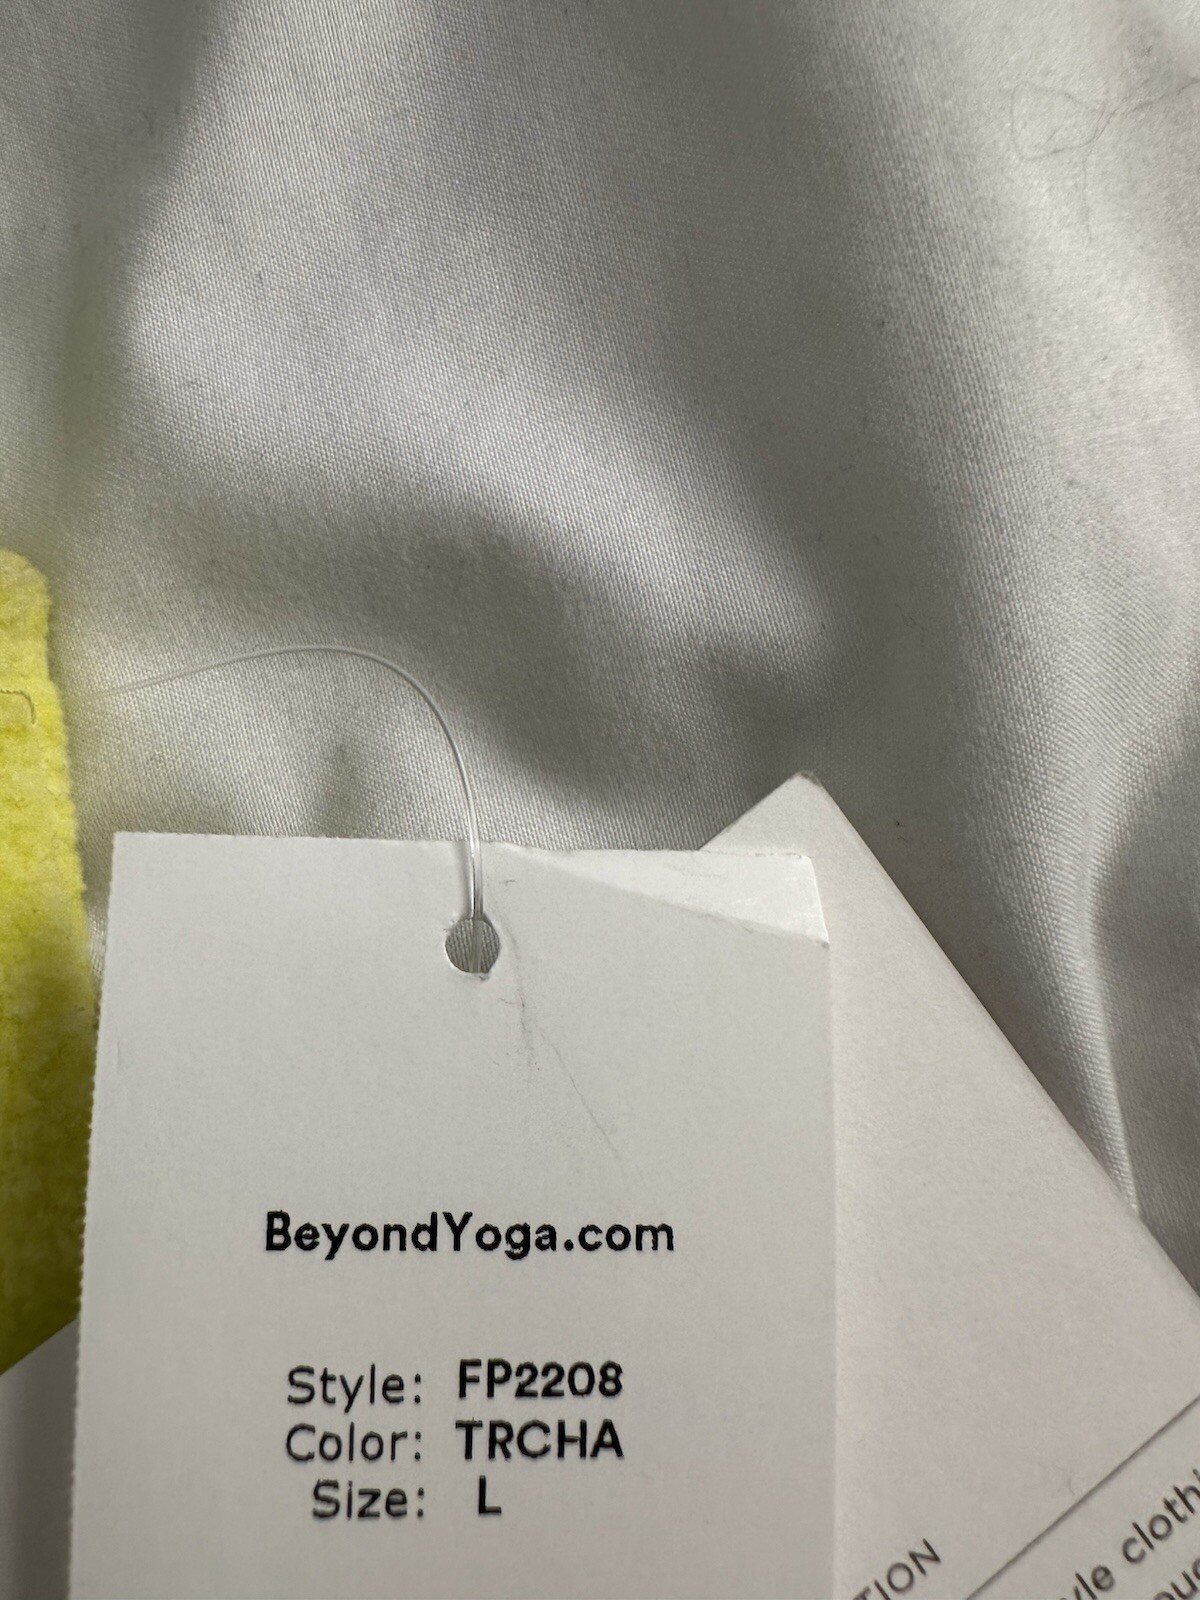 BeyondYoga.com
Style: FP2208
Color: TRCHA
Size: L